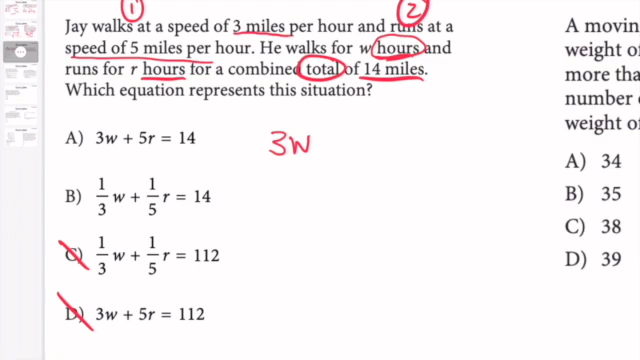 1
2
Jay walks at a speed of 3 miles per hour and runs at a
speed of 5 miles per hour. He walks for w hours and
runs for r hours for a combined total of 14 miles.
Which equation represents this situation?
A) 3w + 5r = 14
3W
B) 1/3 w + 1/5 r = 14
C) 1/3 w + 1/5 r = 112
D) 3w + 5r = 112
A movin
weight of
more tha
number o
weight of
A) 34
B) 35
C) 38
D) 39